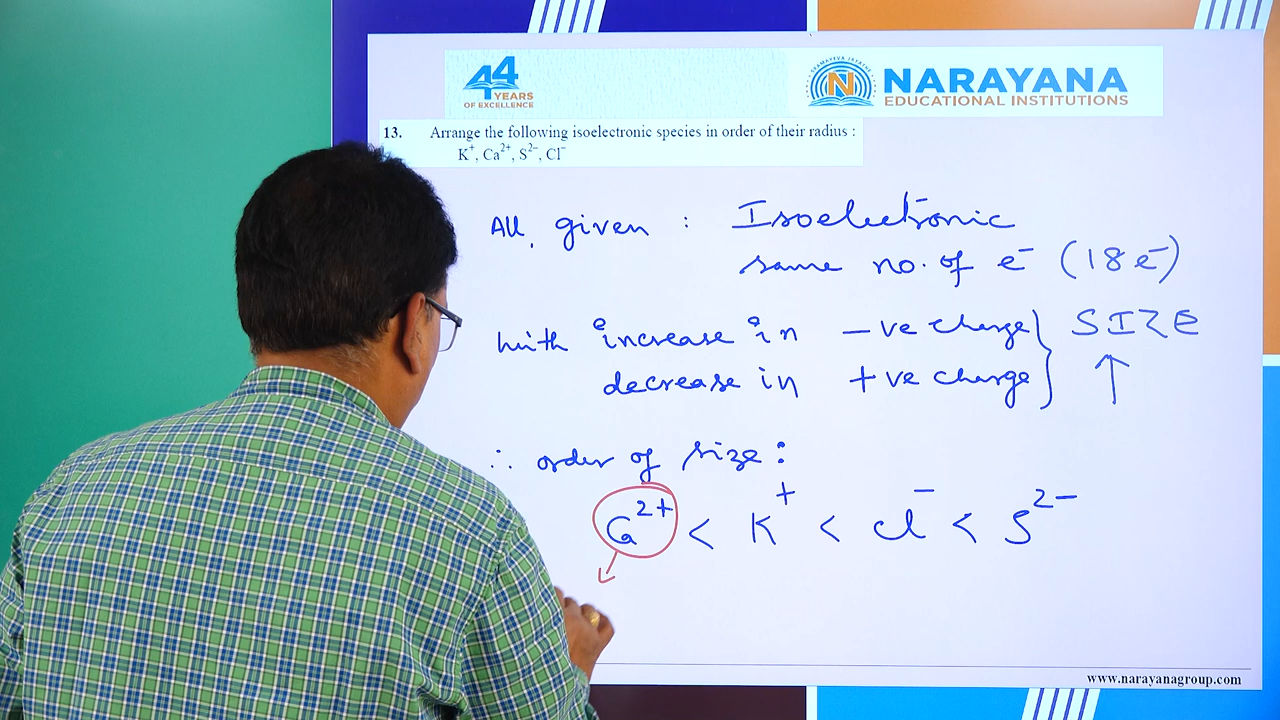 44
YEARS
OF EXCELLENCE
N
NARAYANA
EDUCATIONAL INSTITUTIONS
13. Arrange the following isoelectronic species in order of their radius :
K⁺, Ca²⁺, S²⁻, Cl⁻
All given : Isoelectronic
same no. of e⁻ (18 e⁻)
with increase in -ve charge } SIZE
decrease in +ve charge } ↑
∴ order of size :
Ca²⁺ < K⁺ < Cl⁻ < S²⁻
www.narayanagroup.com